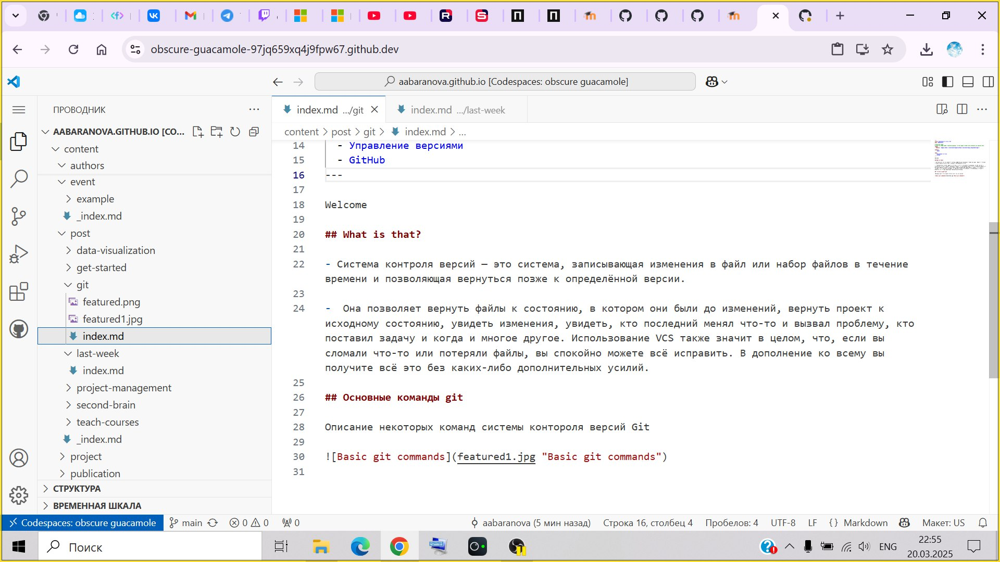 obscure-guacamole-97jq659xq4j9fpw67.github.dev
aabaranova.github.io [Codespaces: obscure guacamole]
ПРОВОДНИК
index.md .../git
index.md .../last-week
AABARANOVA.GITHUB.IO [CO...
content > post > git > index.md > ...
content
authors
event
example
_index.md
post
data-visualization
get-started
git
featured.png
featured1.jpg
index.md
last-week
index.md
project-management
second-brain
teach-courses
_index.md
project
publication
СТРУКТУРА
ВРЕМЕННАЯ ШКАЛА
14 - Управление версиями
15 - GitHub
16 ---
17
18 Welcome
19
20 ## What is that?
21
22 - Система контроля версий — это система, записывающая изменения в файл или набор файлов в течение
времени и позволяющая вернуться позже к определённой версии.
23
24 -  Она позволяет вернуть файлы к состоянию, в котором они были до изменений, вернуть проект к
исходному состоянию, увидеть изменения, увидеть, кто последний менял что-то и вызвал проблему, кто
поставил задачу и когда и многое другое. Использование VCS также значит в целом, что, если вы
сломали что-то или потеряли файлы, вы спокойно можете всё исправить. В дополнение ко всему вы
получите всё это без каких-либо дополнительных усилий.
25
26 ## Основные команды git
27
28 Описание некоторых команд системы контороля версий Git
29
30 ![Basic git commands](featured1.jpg "Basic git commands")
31
Codespaces: obscure guacamole main 0 0 0 aabaranova (5 мин назад) Строка 16, столбец 4 Пробелов: 4 UTF-8 LF {} Markdown Макет: US
Поиск
ENG
22:55
20.03.2025